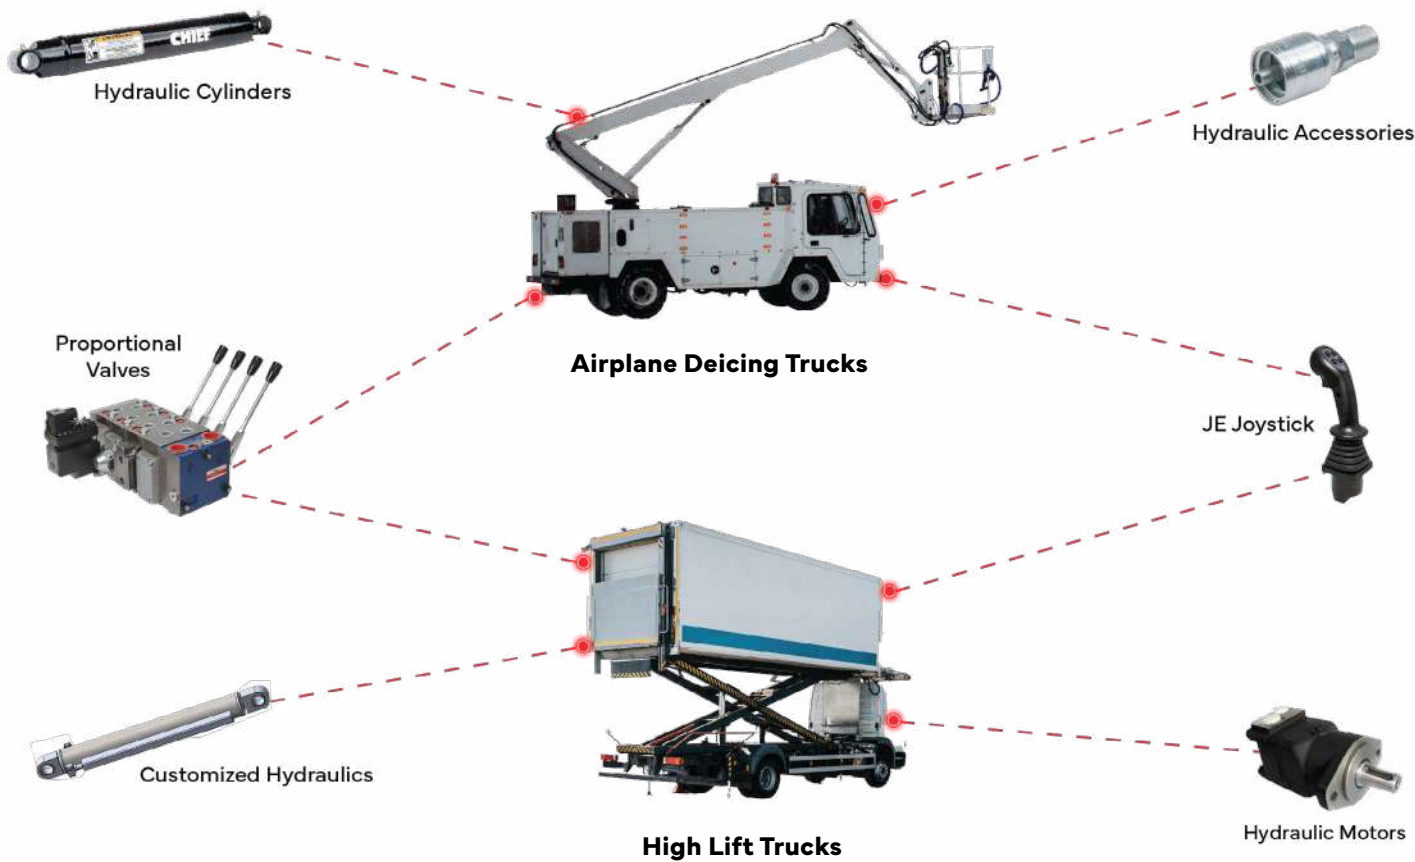 CHIEF
Hydraulic Cylinders
Hydraulic Accessories
Proportional
Valves
Airplane Deicing Trucks
JE Joystick
Customized Hydraulics
Hydraulic Motors
High Lift Trucks